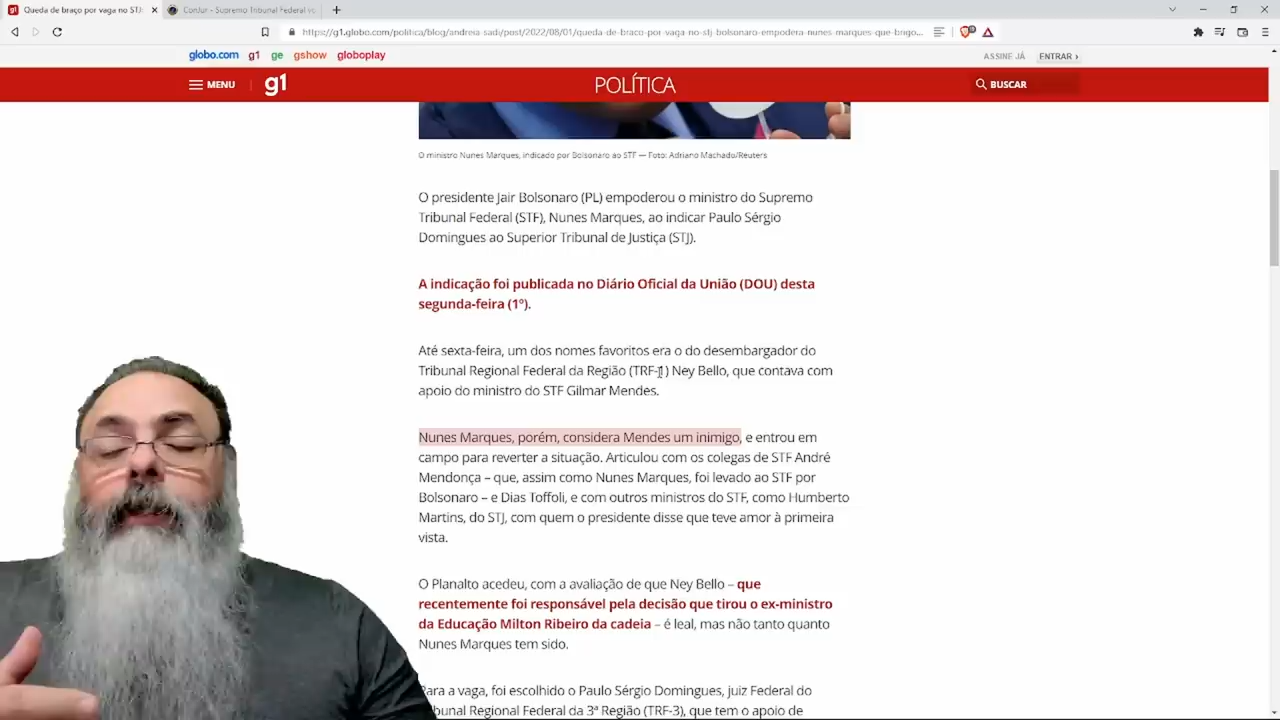 Queda de braço por vaga no STJ:
ConJur - Supremo Tribunal Federal vo
https://g1.globo.com/politica/blog/andreia-sadi/post/2022/08/01/queda-de-braco-por-vaga-no-stj-bolsonaro-empodera-nunes-marques-que-brigo...
globo.com g1 ge gshow globoplay
ASSINE JÁ ENTRAR ›
MENU g1 POLÍTICA BUSCAR
O ministro Nunes Marques, indicado por Bolsonaro ao STF — Foto: Adriano Machado/Reuters
O presidente Jair Bolsonaro (PL) empoderou o ministro do Supremo
Tribunal Federal (STF), Nunes Marques, ao indicar Paulo Sérgio
Domingues ao Superior Tribunal de Justiça (STJ).
A indicação foi publicada no Diário Oficial da União (DOU) desta
segunda-feira (1º).
Até sexta-feira, um dos nomes favoritos era o do desembargador do
Tribunal Regional Federal da Região (TRF-1) Ney Bello, que contava com
apoio do ministro do STF Gilmar Mendes.
Nunes Marques, porém, considera Mendes um inimigo, e entrou em
campo para reverter a situação. Articulou com os colegas de STF André
Mendonça – que, assim como Nunes Marques, foi levado ao STF por
Bolsonaro – e Dias Toffoli, e com outros ministros do STF, como Humberto
Martins, do STJ, com quem o presidente disse que teve amor à primeira
vista.
O Planalto acedeu, com a avaliação de que Ney Bello – que
recentemente foi responsável pela decisão que tirou o ex-ministro
da Educação Milton Ribeiro da cadeia – é leal, mas não tanto quanto
Nunes Marques tem sido.
Para a vaga, foi escolhido o Paulo Sérgio Domingues, juiz Federal do
Tribunal Regional Federal da 3ª Região (TRF-3), que tem o apoio de